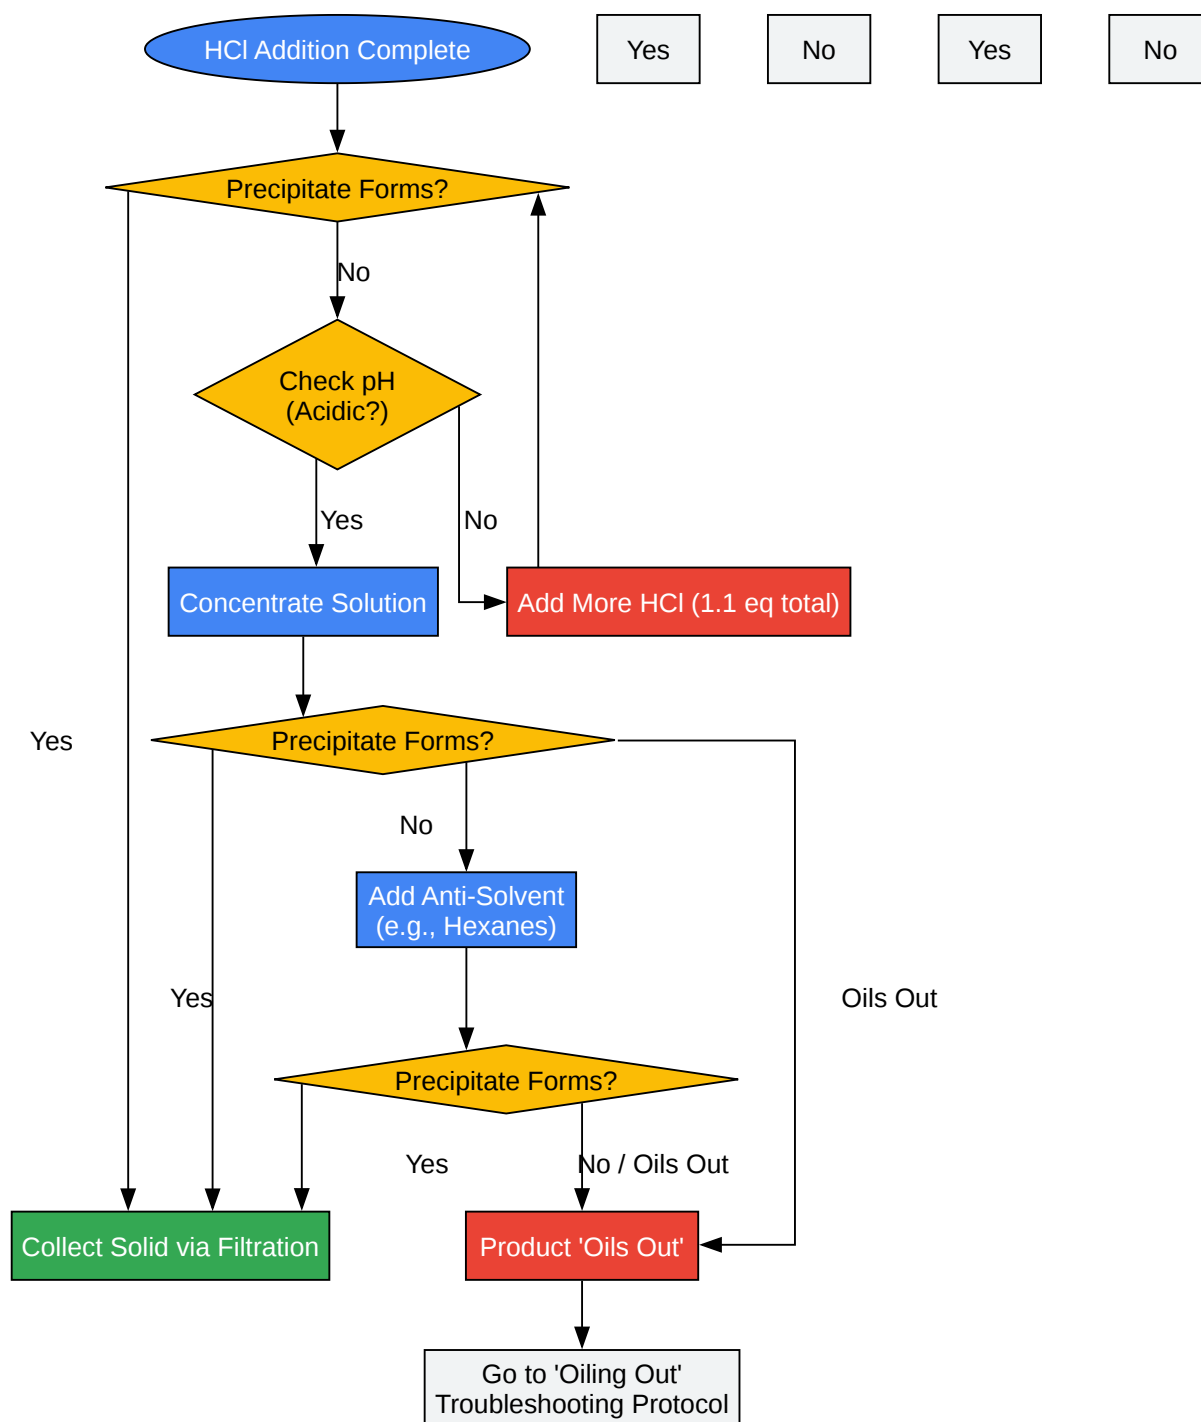 HCl Addition Complete
Yes
No
Yes
No
Precipitate Forms?
No
Check pH
(Acidic?)
Yes
No
Concentrate Solution
Add More HCl (1.1 eq total)
Yes
Precipitate Forms?
No
Add Anti-Solvent
(e.g., Hexanes)
Yes
Oils Out
Precipitate Forms?
Yes
No / Oils Out
Collect Solid via Filtration
Product 'Oils Out'
Go to 'Oiling Out'
Troubleshooting Protocol